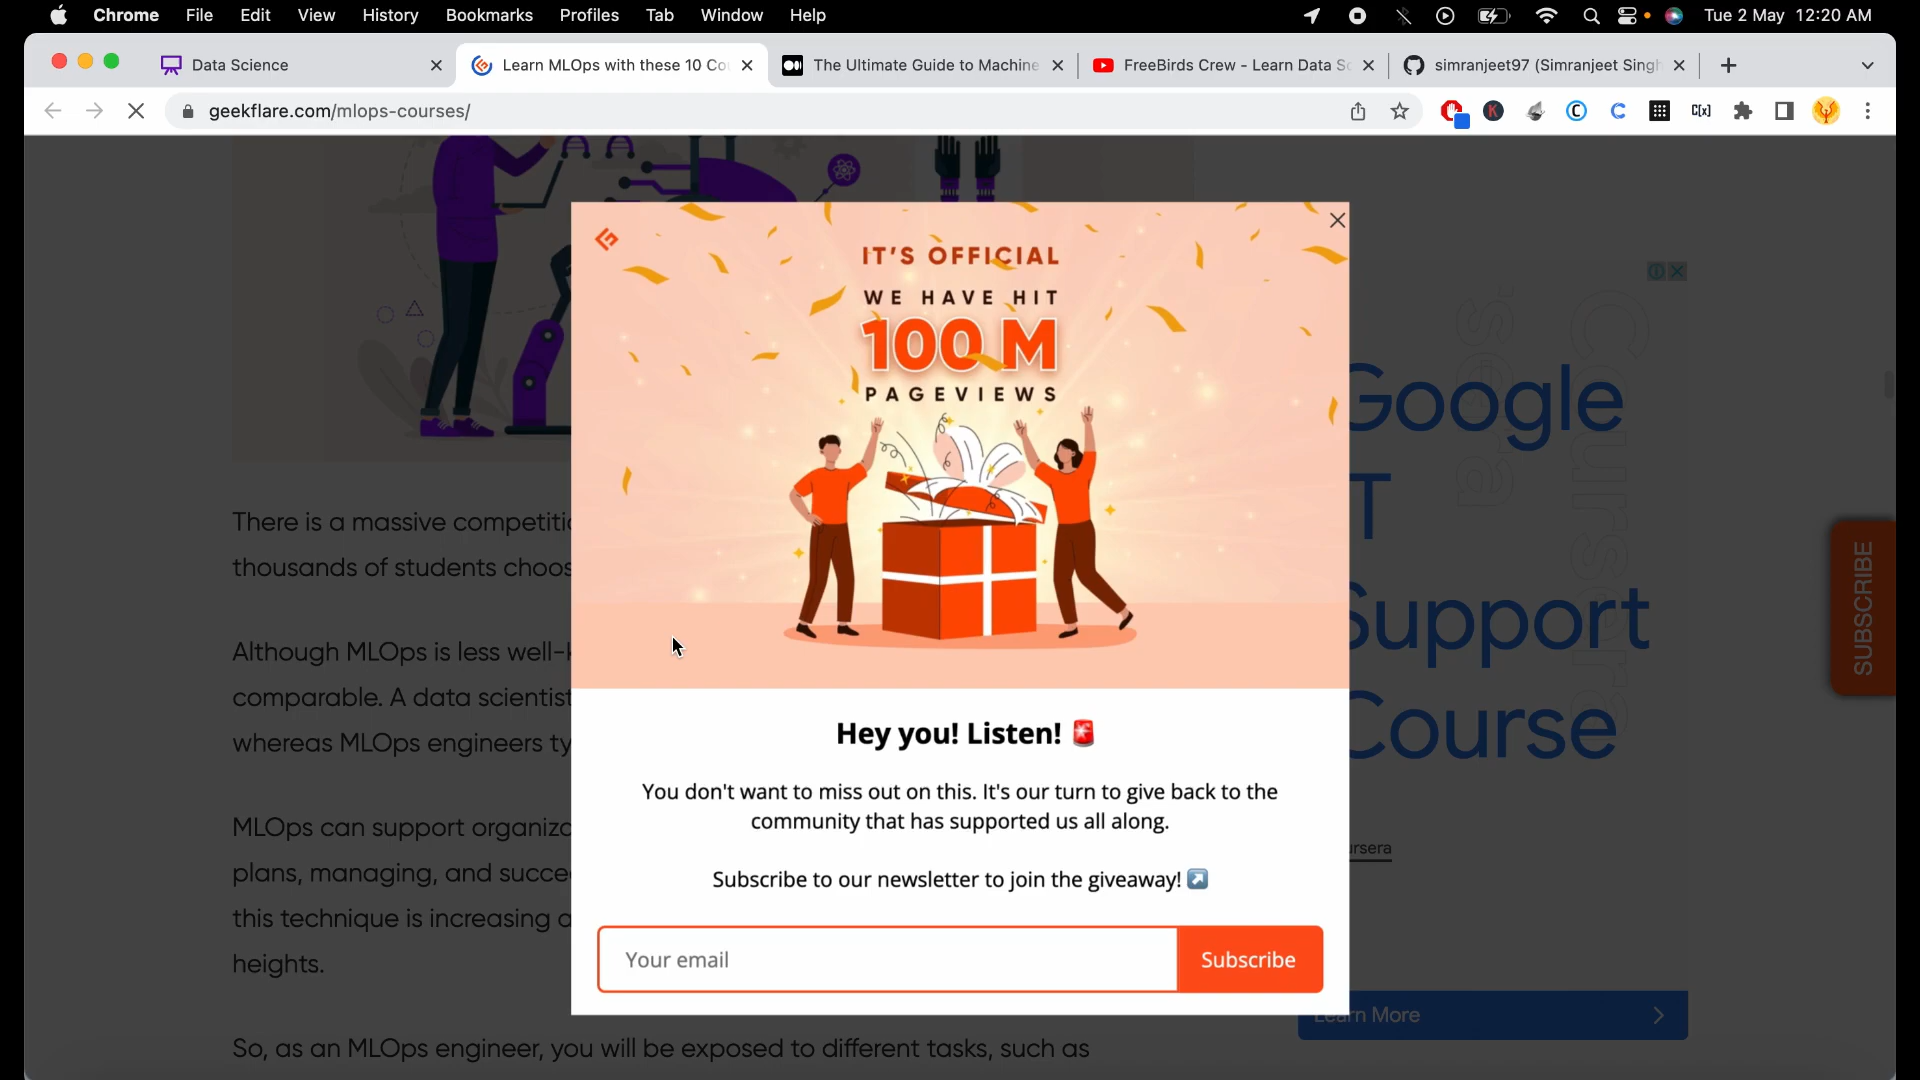 Chrome File Edit View History Bookmarks Profiles Tab Window Help Tue 2 May 12:20 AM
Data Science Learn MLOps with these 10 Co The Ultimate Guide to Machine FreeBirds Crew - Learn Data Sc simranjeet97 (Simranjeet Singh
geekflare.com/mlops-courses/
IT'S OFFICIAL
WE HAVE HIT
100 M
PAGEVIEWS
Google
IT
Support
Course
SUBSCRIBE
There is a massive competitio
thousands of students choos
Although MLOps is less well-k
comparable. A data scientist
whereas MLOps engineers ty
MLOps can support organiza
plans, managing, and succe
this technique is increasing a
heights.
So, as an MLOps engineer, you will be exposed to different tasks, such as
Hey you! Listen! 🚨
You don't want to miss out on this. It's our turn to give back to the
community that has supported us all along.
Subscribe to our newsletter to join the giveaway! ↗️
Your email Subscribe
ursera
Learn More